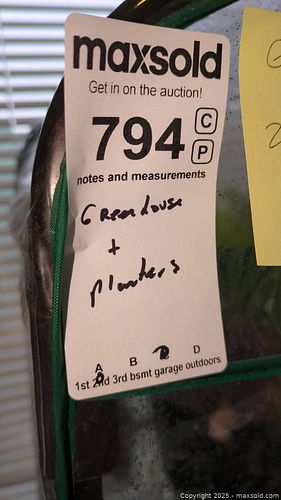 maxsold
Get in on the auction!
794 C
P
notes and measurements
Greenhouse
+
planters
A B D
1st 2nd 3rd bsmt garage outdoors
Copyright © 2025 - maxsold.com